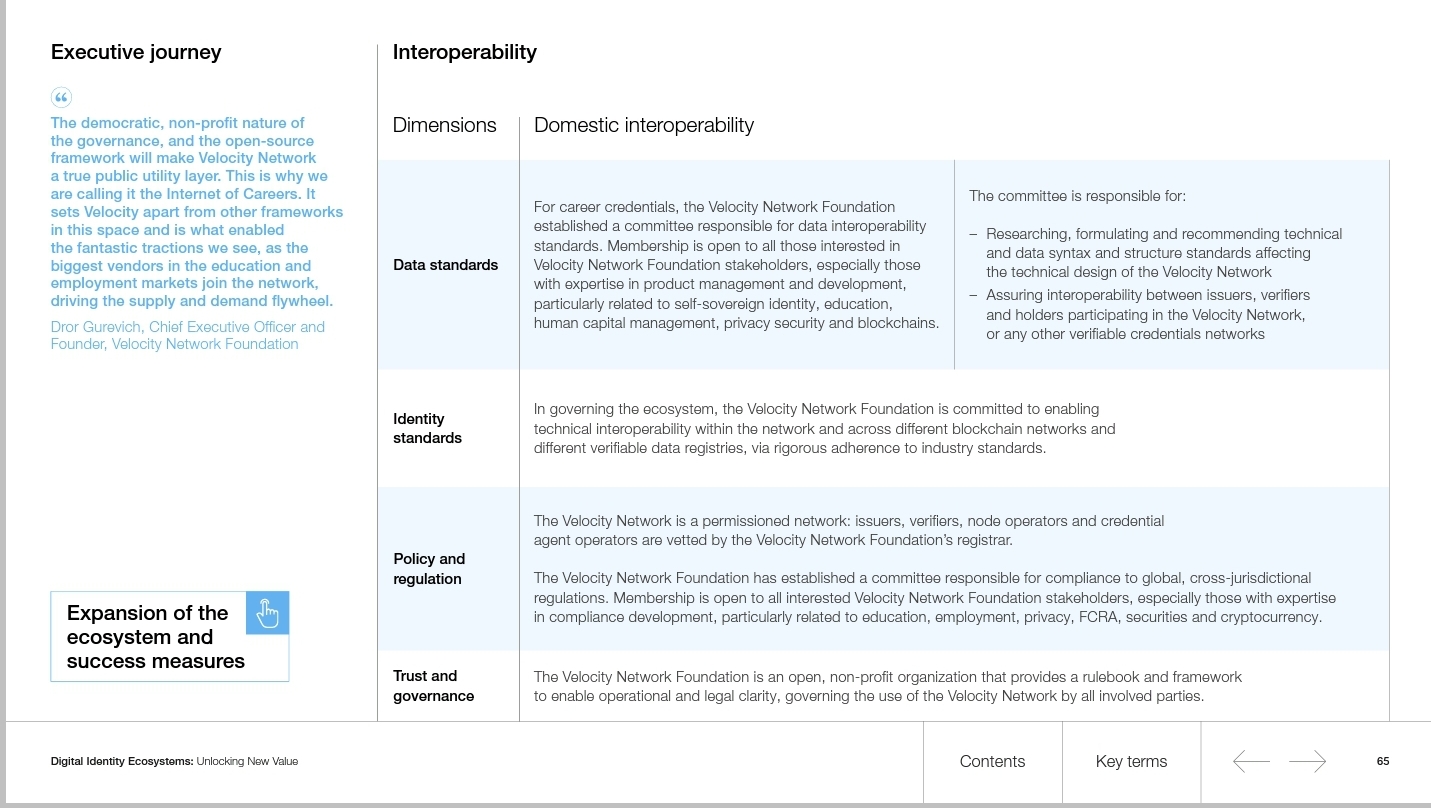 Executive journey
“
The democratic, non-profit nature of
the governance, and the open-source
framework will make Velocity Network
a true public utility layer. This is why we
are calling it the Internet of Careers. It
sets Velocity apart from other frameworks
in this space and is what enabled
the fantastic tractions we see, as the
biggest vendors in the education and
employment markets join the network,
driving the supply and demand flywheel.
Dror Gurevich, Chief Executive Officer and
Founder, Velocity Network Foundation
Expansion of the
ecosystem and
success measures
Interoperability
Dimensions
Domestic interoperability
Data standards
For career credentials, the Velocity Network Foundation
established a committee responsible for data interoperability
standards. Membership is open to all those interested in
Velocity Network Foundation stakeholders, especially those
with expertise in product management and development,
particularly related to self-sovereign identity, education,
human capital management, privacy security and blockchains.
The committee is responsible for:
– Researching, formulating and recommending technical
and data syntax and structure standards affecting
the technical design of the Velocity Network
– Assuring interoperability between issuers, verifiers
and holders participating in the Velocity Network,
or any other verifiable credentials networks
Identity
standards
In governing the ecosystem, the Velocity Network Foundation is committed to enabling
technical interoperability within the network and across different blockchain networks and
different verifiable data registries, via rigorous adherence to industry standards.
Policy and
regulation
The Velocity Network is a permissioned network: issuers, verifiers, node operators and credential
agent operators are vetted by the Velocity Network Foundation’s registrar.
The Velocity Network Foundation has established a committee responsible for compliance to global, cross-jurisdictional
regulations. Membership is open to all interested Velocity Network Foundation stakeholders, especially those with expertise
in compliance development, particularly related to education, employment, privacy, FCRA, securities and cryptocurrency.
Trust and
governance
The Velocity Network Foundation is an open, non-profit organization that provides a rulebook and framework
to enable operational and legal clarity, governing the use of the Velocity Network by all involved parties.
Digital Identity Ecosystems: Unlocking New Value
Contents
Key terms
65